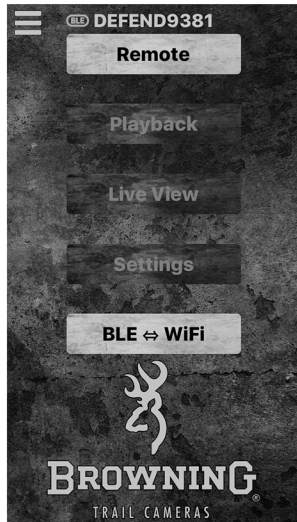 BLE DEFEND9381
Remote
Playback
Live View
Settings
BLE ⇔ WiFi
BROWNING®
TRAIL CAMERAS